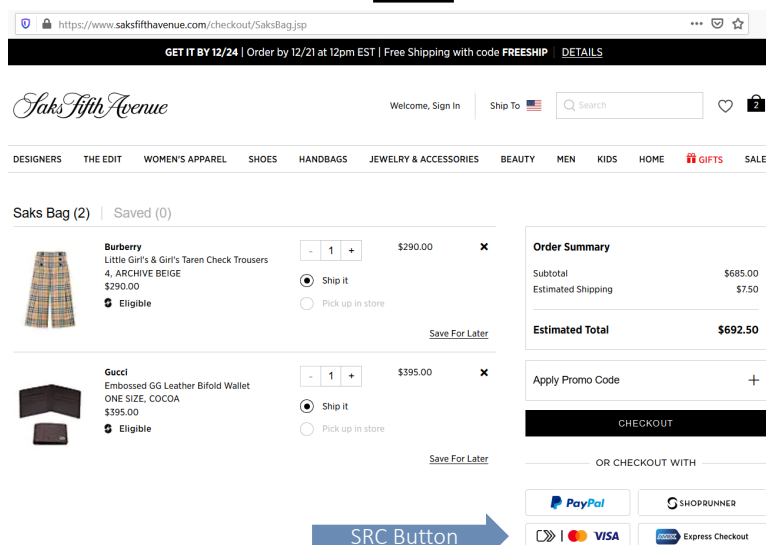 https://www.saksfifthavenue.com/checkout/SaksBag.jsp
GET IT BY 12/24 | Order by 12/21 at 12pm EST | Free Shipping with code FREESHIP | DETAILS
Saks Fifth Avenue
Welcome, Sign In
Ship To
Search
2
DESIGNERS THE EDIT WOMEN'S APPAREL SHOES HANDBAGS JEWELRY & ACCESSORIES BEAUTY MEN KIDS HOME GIFTS SALE
Saks Bag (2) | Saved (0)
Burberry
Little Girl's & Girl's Taren Check Trousers
4, ARCHIVE BEIGE
$290.00
Eligible
- 1 +
Ship it
Pick up in store
$290.00
Save For Later
Gucci
Embossed GG Leather Bifold Wallet
ONE SIZE, COCOA
$395.00
Eligible
- 1 +
Ship it
Pick up in store
$395.00
Save For Later
Order Summary
Subtotal $685.00
Estimated Shipping $7.50
Estimated Total $692.50
Apply Promo Code +
CHECKOUT
OR CHECKOUT WITH
PayPal
SHOPRUNNER
SRC Button
VISA
AMEX Express Checkout